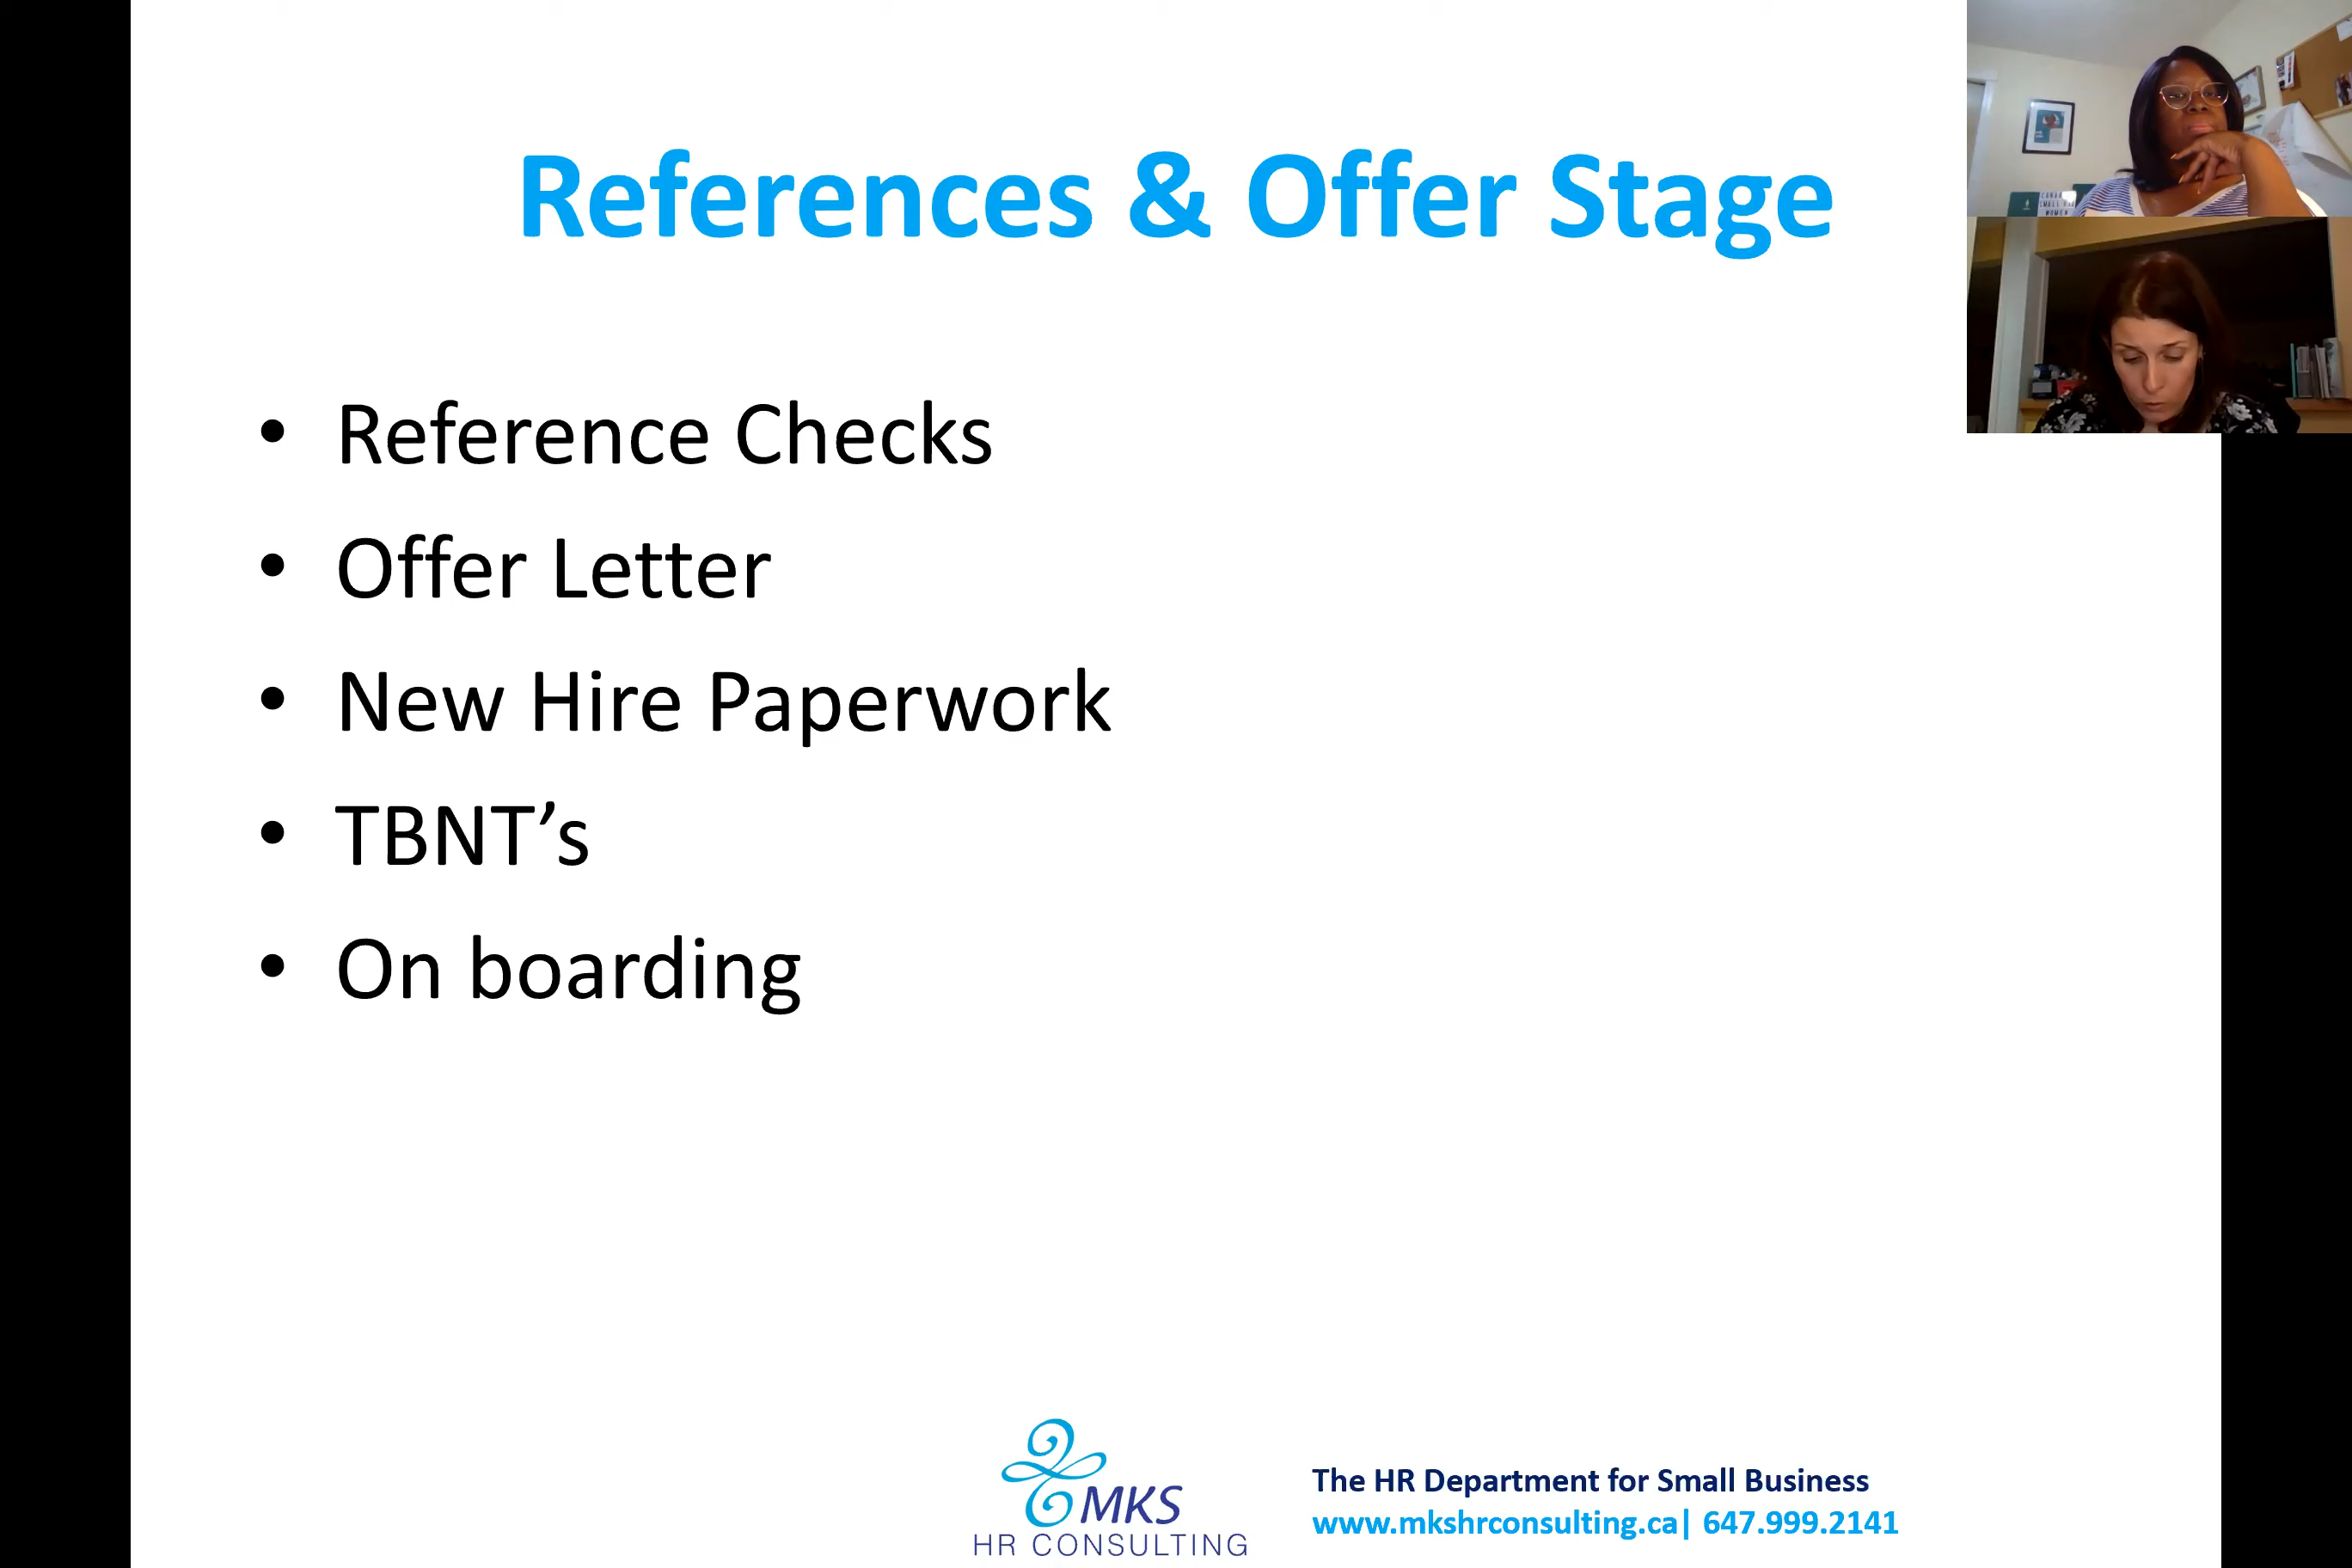 References & Offer Stage
• Reference Checks
• Offer Letter
• New Hire Paperwork
• TBNT’s
• On boarding
MKS
HR CONSULTING
The HR Department for Small Business
www.mkshrconsulting.ca| 647.999.2141